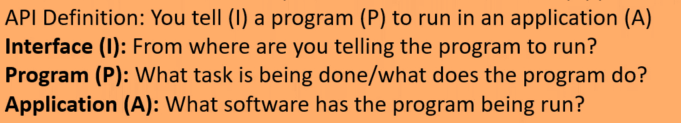 API Definition: You tell (I) a program (P) to run in an application (A)
Interface (I): From where are you telling the program to run?
Program (P): What task is being done/what does the program do?
Application (A): What software has the program being run?